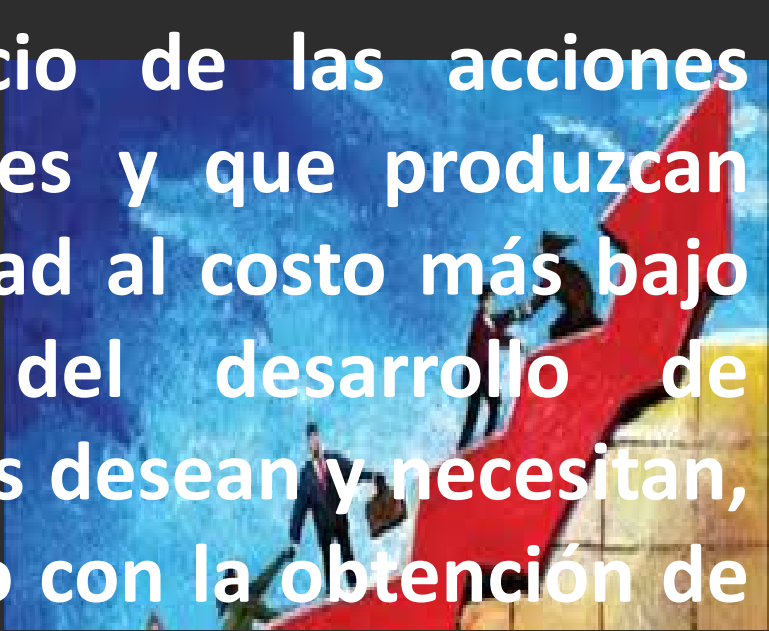 cio de las acciones
es y que produzcan
ad al costo más bajo
del desarrollo de
s desean y necesitan,
o con la obtención de